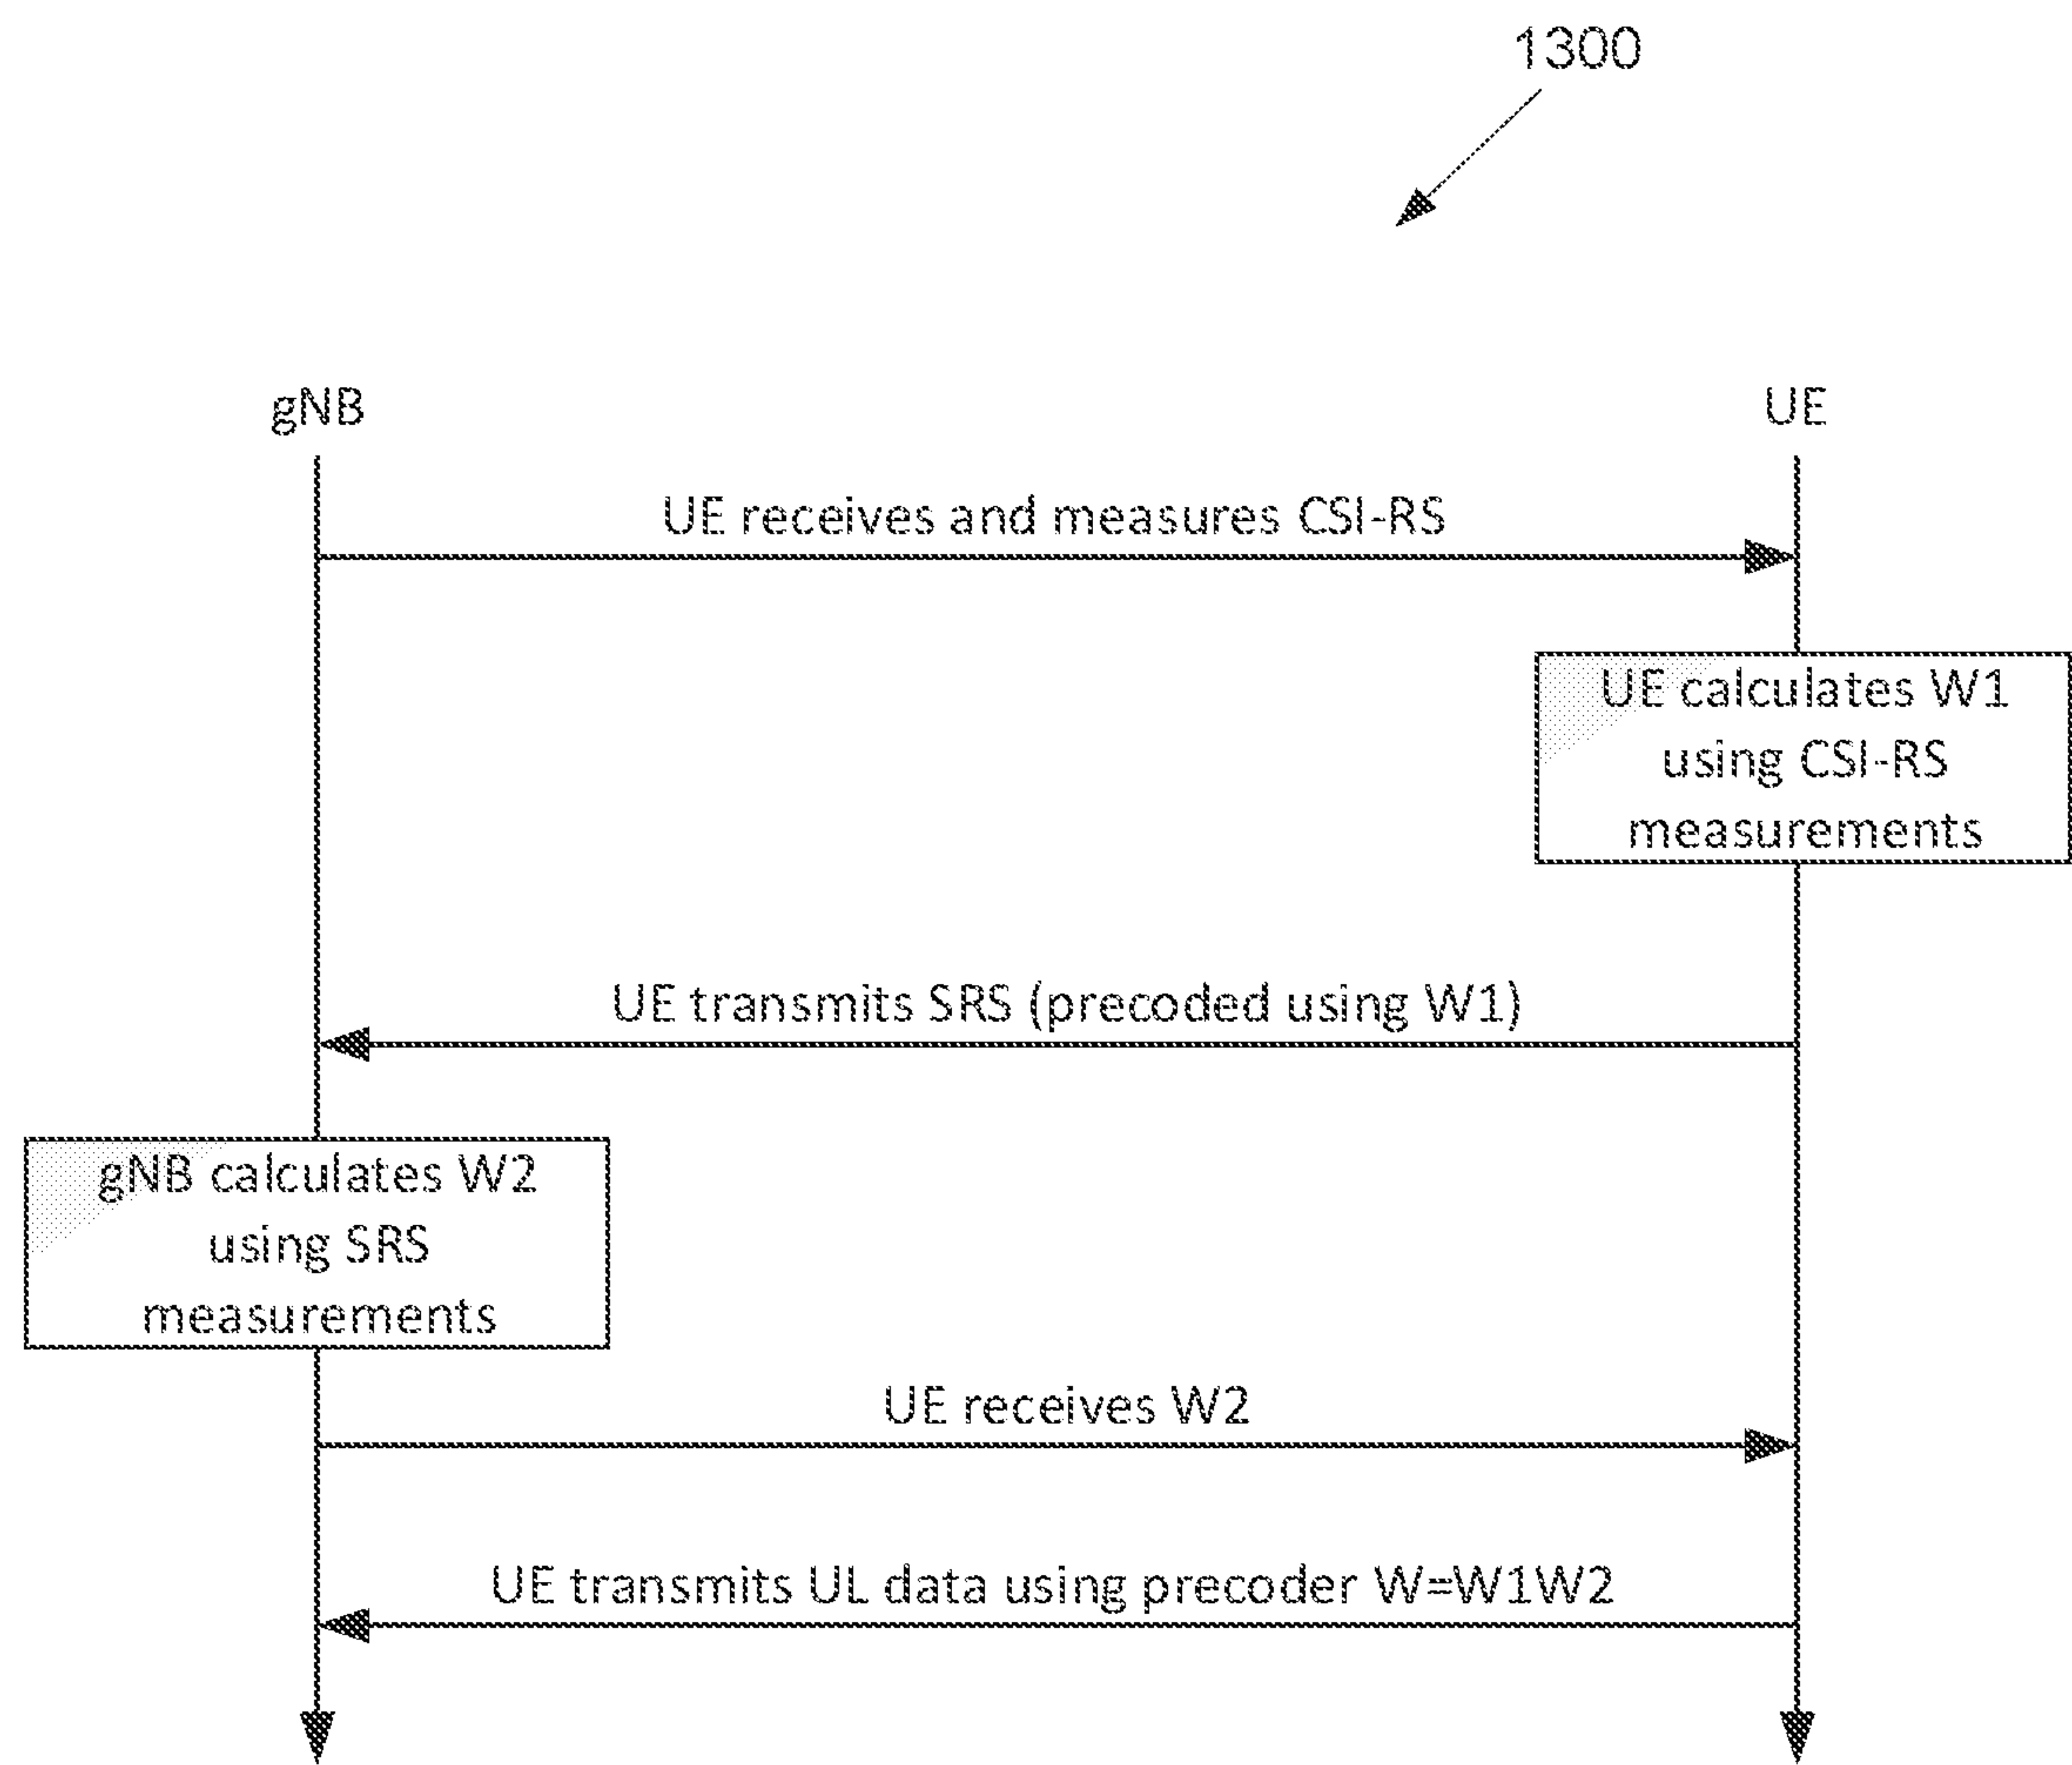 1300
gNB
UE
UE receives and measures CSI-RS
UE calculates W1
using CSI-RS
measurements
UE transmits SRS (precoded using W1)
gNB calculates W2
using SRS
measurements
UE receives W2
UE transmits UL data using precoder W=W1W2